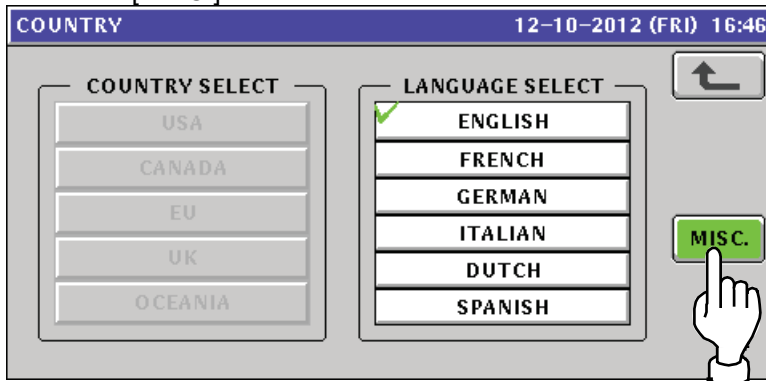 COUNTRY 12-10-2012 (FRI) 16:46
COUNTRY SELECT
USA
CANADA
EU
UK
OCEANIA
LANGUAGE SELECT
ENGLISH
FRENCH
GERMAN
ITALIAN
DUTCH
SPANISH
MISC.